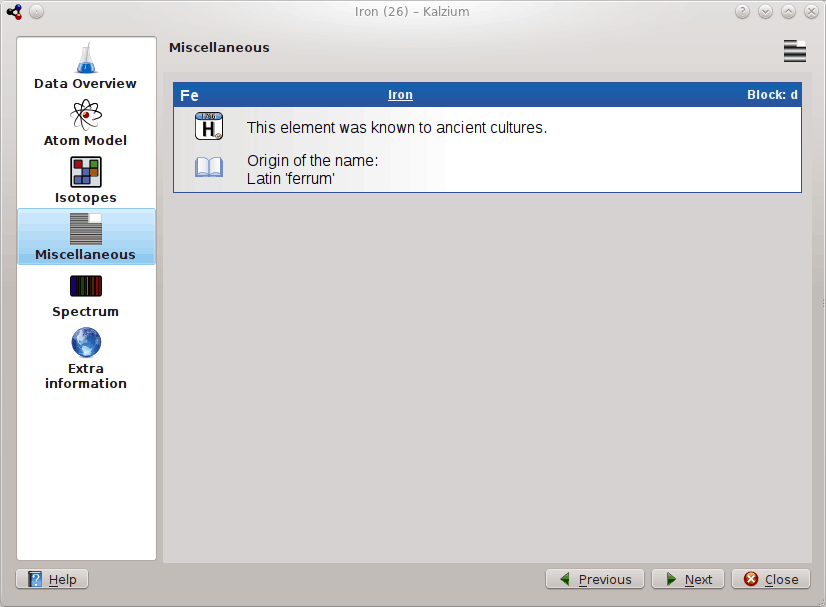 Iron (26) – Kalzium
Data Overview
Atom Model
Isotopes
Miscellaneous
Spectrum
Extra
information
Miscellaneous
Fe Iron Block: d
1766
H
This element was known to ancient cultures.
Origin of the name:
Latin 'ferrum'
Help
Previous
Next
Close